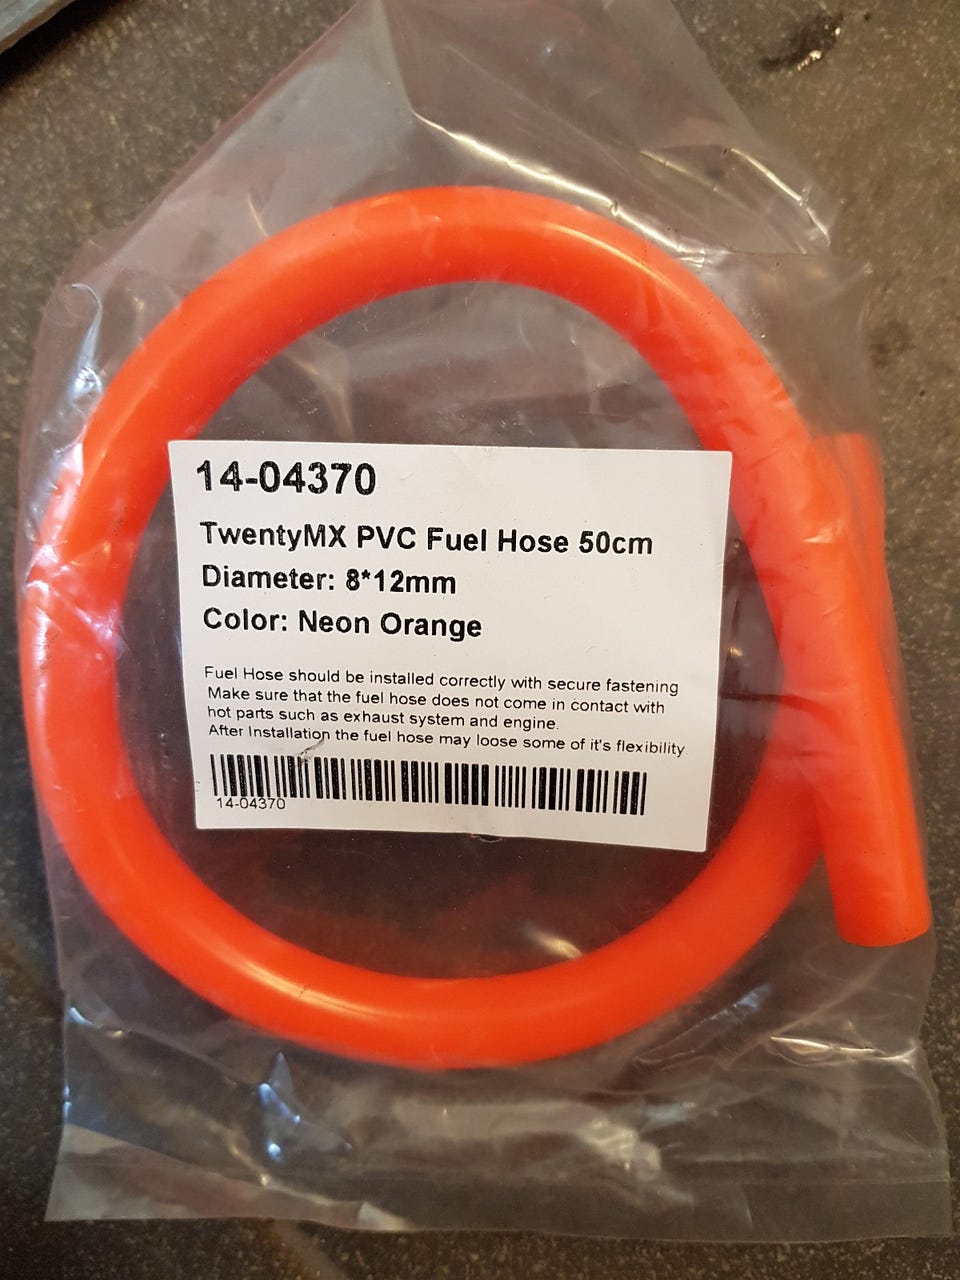 14-04370
TwentyMX PVC Fuel Hose 50cm
Diameter: 8*12mm
Color: Neon Orange
Fuel Hose should be installed correctly with secure fastening
Make sure that the fuel hose does not come in contact with
hot parts such as exhaust system and engine.
After Installation the fuel hose may loose some of it's flexibility.
14-04370